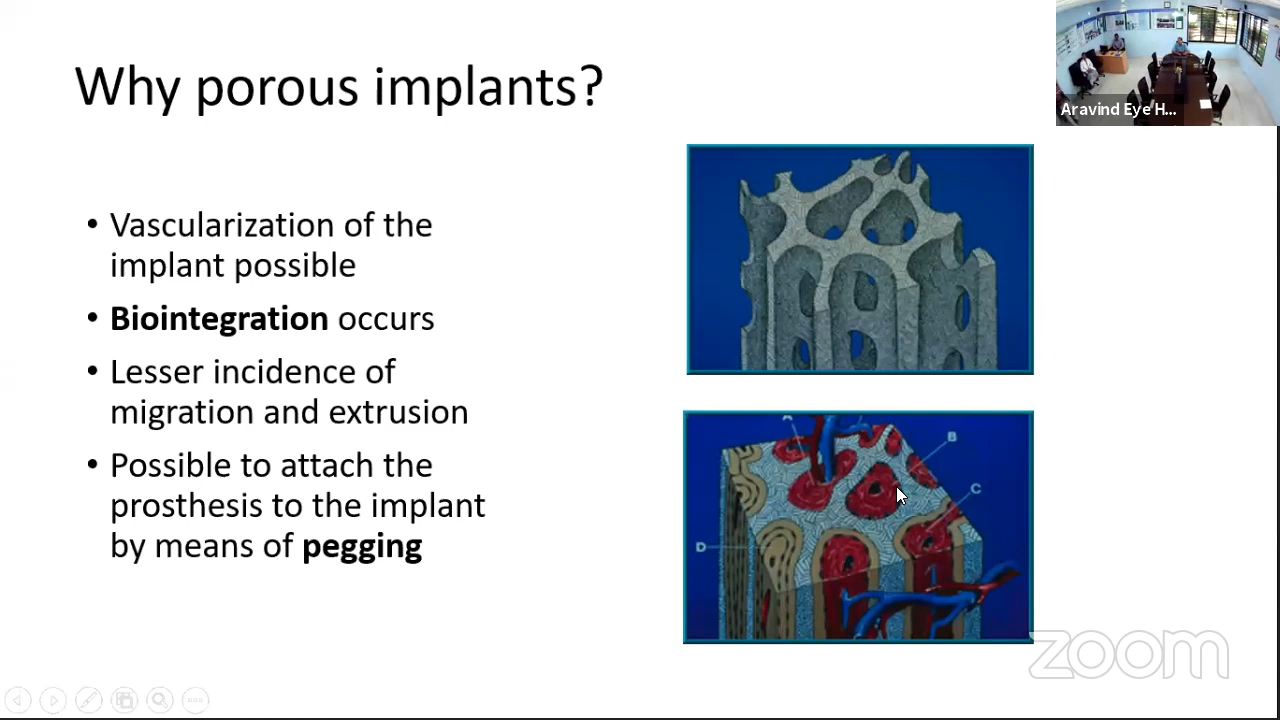 Why porous implants?
Aravind Eye H...
• Vascularization of the
implant possible
• Biointegration occurs
• Lesser incidence of
migration and extrusion
• Possible to attach the
prosthesis to the implant
by means of pegging
A
B
C
D
zoom